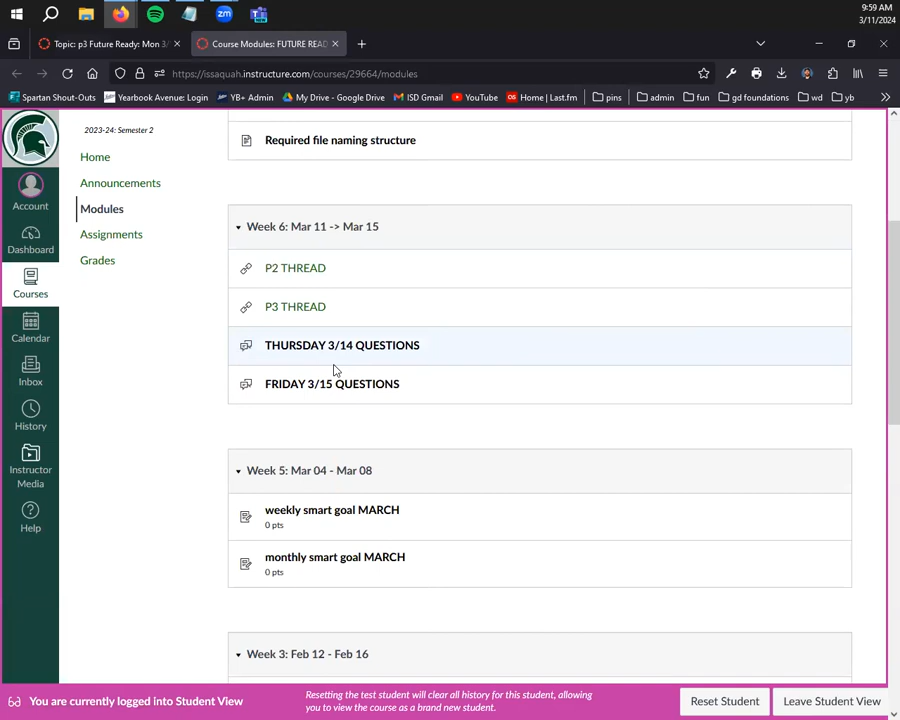 9:59 AM
3/11/2024
Topic: p3 Future Ready: Mon 3/
Course Modules: FUTURE READ
https://issaquah.instructure.com/courses/29664/modules
Spartan Shout-Outs
Yearbook Avenue: Login
YB+ Admin
My Drive - Google Drive
ISD Gmail
YouTube
Home | Last.fm
pins
admin
fun
gd foundations
wd
yb
2023-24: Semester 2
Home
Announcements
Modules
Assignments
Grades
Account
Dashboard
Courses
Calendar
Inbox
History
Instructor
Media
Help
Required file naming structure
Week 6: Mar 11 -> Mar 15
P2 THREAD
P3 THREAD
THURSDAY 3/14 QUESTIONS
FRIDAY 3/15 QUESTIONS
Week 5: Mar 04 - Mar 08
weekly smart goal MARCH
0 pts
monthly smart goal MARCH
0 pts
Week 3: Feb 12 - Feb 16
You are currently logged into Student View
Resetting the test student will clear all history for this student, allowing
you to view the course as a brand new student.
Reset Student
Leave Student View